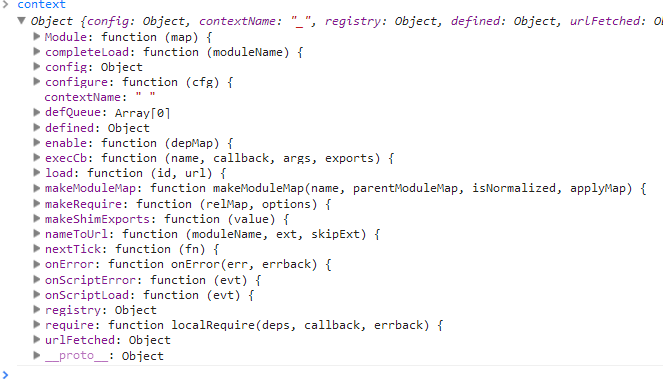 context
Object {config: Object, contextName: "_", registry: Object, defined: Object, urlFetched: O
Module: function (map) {
completeLoad: function (moduleName) {
config: Object
configure: function (cfg) {
contextName: "_"
defQueue: Array[0]
defined: Object
enable: function (depMap) {
execCb: function (name, callback, args, exports) {
load: function (id, url) {
makeModuleMap: function makeModuleMap(name, parentModuleMap, isNormalized, applyMap) {
makeRequire: function (relMap, options) {
makeShimExports: function (value) {
nameToUrl: function (moduleName, ext, skipExt) {
nextTick: function (fn) {
onError: function onError(err, errback) {
onScriptError: function (evt) {
onScriptLoad: function (evt) {
registry: Object
require: function localRequire(deps, callback, errback) {
urlFetched: Object
__proto__: Object